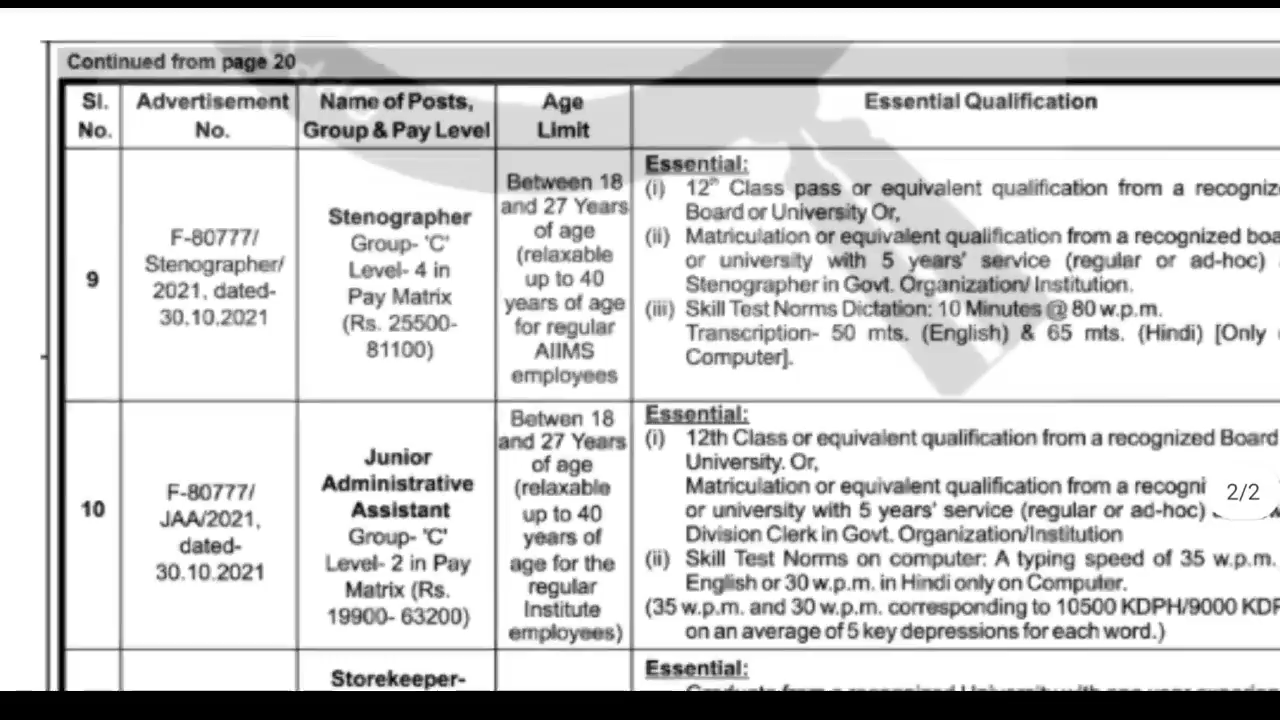 Continued from page 20
Sl.
No.
Advertisement
No.
Name of Posts,
Group & Pay Level
Age
Limit
Essential Qualification
9
F-80777/
Stenographer/
2021, dated-
30.10.2021
Stenographer
Group- 'C'
Level- 4 in
Pay Matrix
(Rs. 25500-
81100)
Between 18
and 27 Years
of age
(relaxable
up to 40
years of age
for regular
AIIMS
employees
Essential:
(i) 12th Class pass or equivalent qualification from a recogniz
Board or University Or,
(ii) Matriculation or equivalent qualification from a recognized boa
or university with 5 years' service (regular or ad-hoc)
Stenographer in Govt. Organization/ Institution.
(iii) Skill Test Norms Dictation: 10 Minutes @ 80 w.p.m.
Transcription- 50 mts. (English) & 65 mts. (Hindi) [Only
Computer].
10
F-80777/
JAA/2021,
dated-
30.10.2021
Junior
Administrative
Assistant
Group- 'C'
Level- 2 in Pay
Matrix (Rs.
19900- 63200)
Betwen 18
and 27 Years
of age
(relaxable
up to 40
years of
age for the
regular
Institute
employees)
Essential:
(i) 12th Class or equivalent qualification from a recognized Board
University. Or,
Matriculation or equivalent qualification from a recogni
or university with 5 years' service (regular or ad-hoc)
Division Clerk in Govt. Organization/Institution
(ii) Skill Test Norms on computer: A typing speed of 35 w.p.m.
English or 30 w.p.m. in Hindi only on Computer.
(35 w.p.m. and 30 w.p.m. corresponding to 10500 KDPH/9000 KDP
on an average of 5 key depressions for each word.)
2/2
Storekeeper-
Essential: